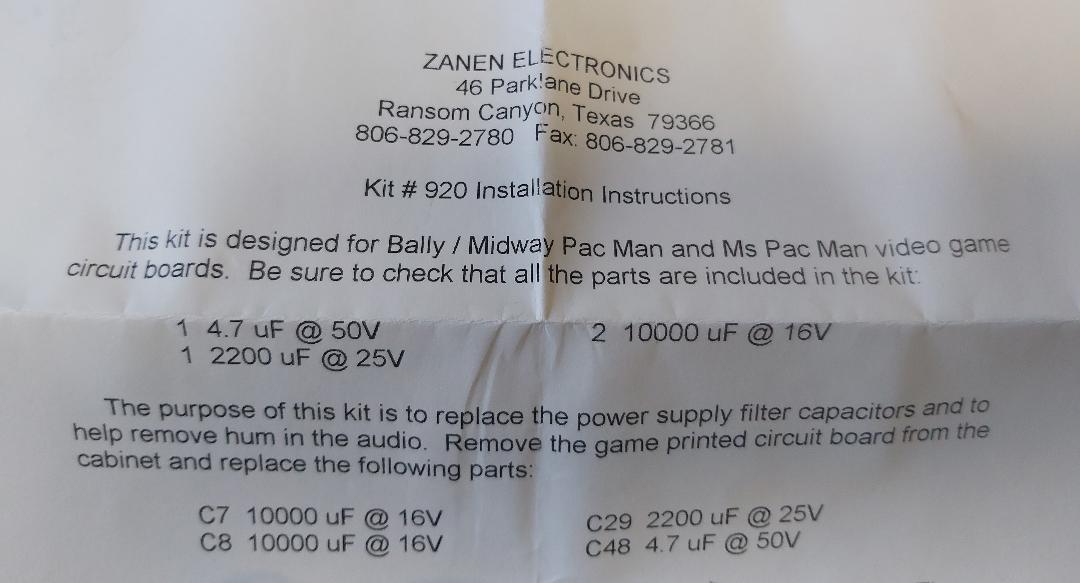 ZANEN ELECTRONICS
46 Parklane Drive
Ransom Canyon, Texas 79366
806-829-2780 Fax: 806-829-2781
Kit # 920 Installation Instructions
This kit is designed for Bally / Midway Pac Man and Ms Pac Man video game
circuit boards. Be sure to check that all the parts are included in the kit:
1 4.7 uF @ 50V 2 10000 uF @ 16V
1 2200 uF @ 25V
The purpose of this kit is to replace the power supply filter capacitors and to
help remove hum in the audio. Remove the game printed circuit board from the
cabinet and replace the following parts:
C7 10000 uF @ 16V C29 2200 uF @ 25V
C8 10000 uF @ 16V C48 4.7 uF @ 50V